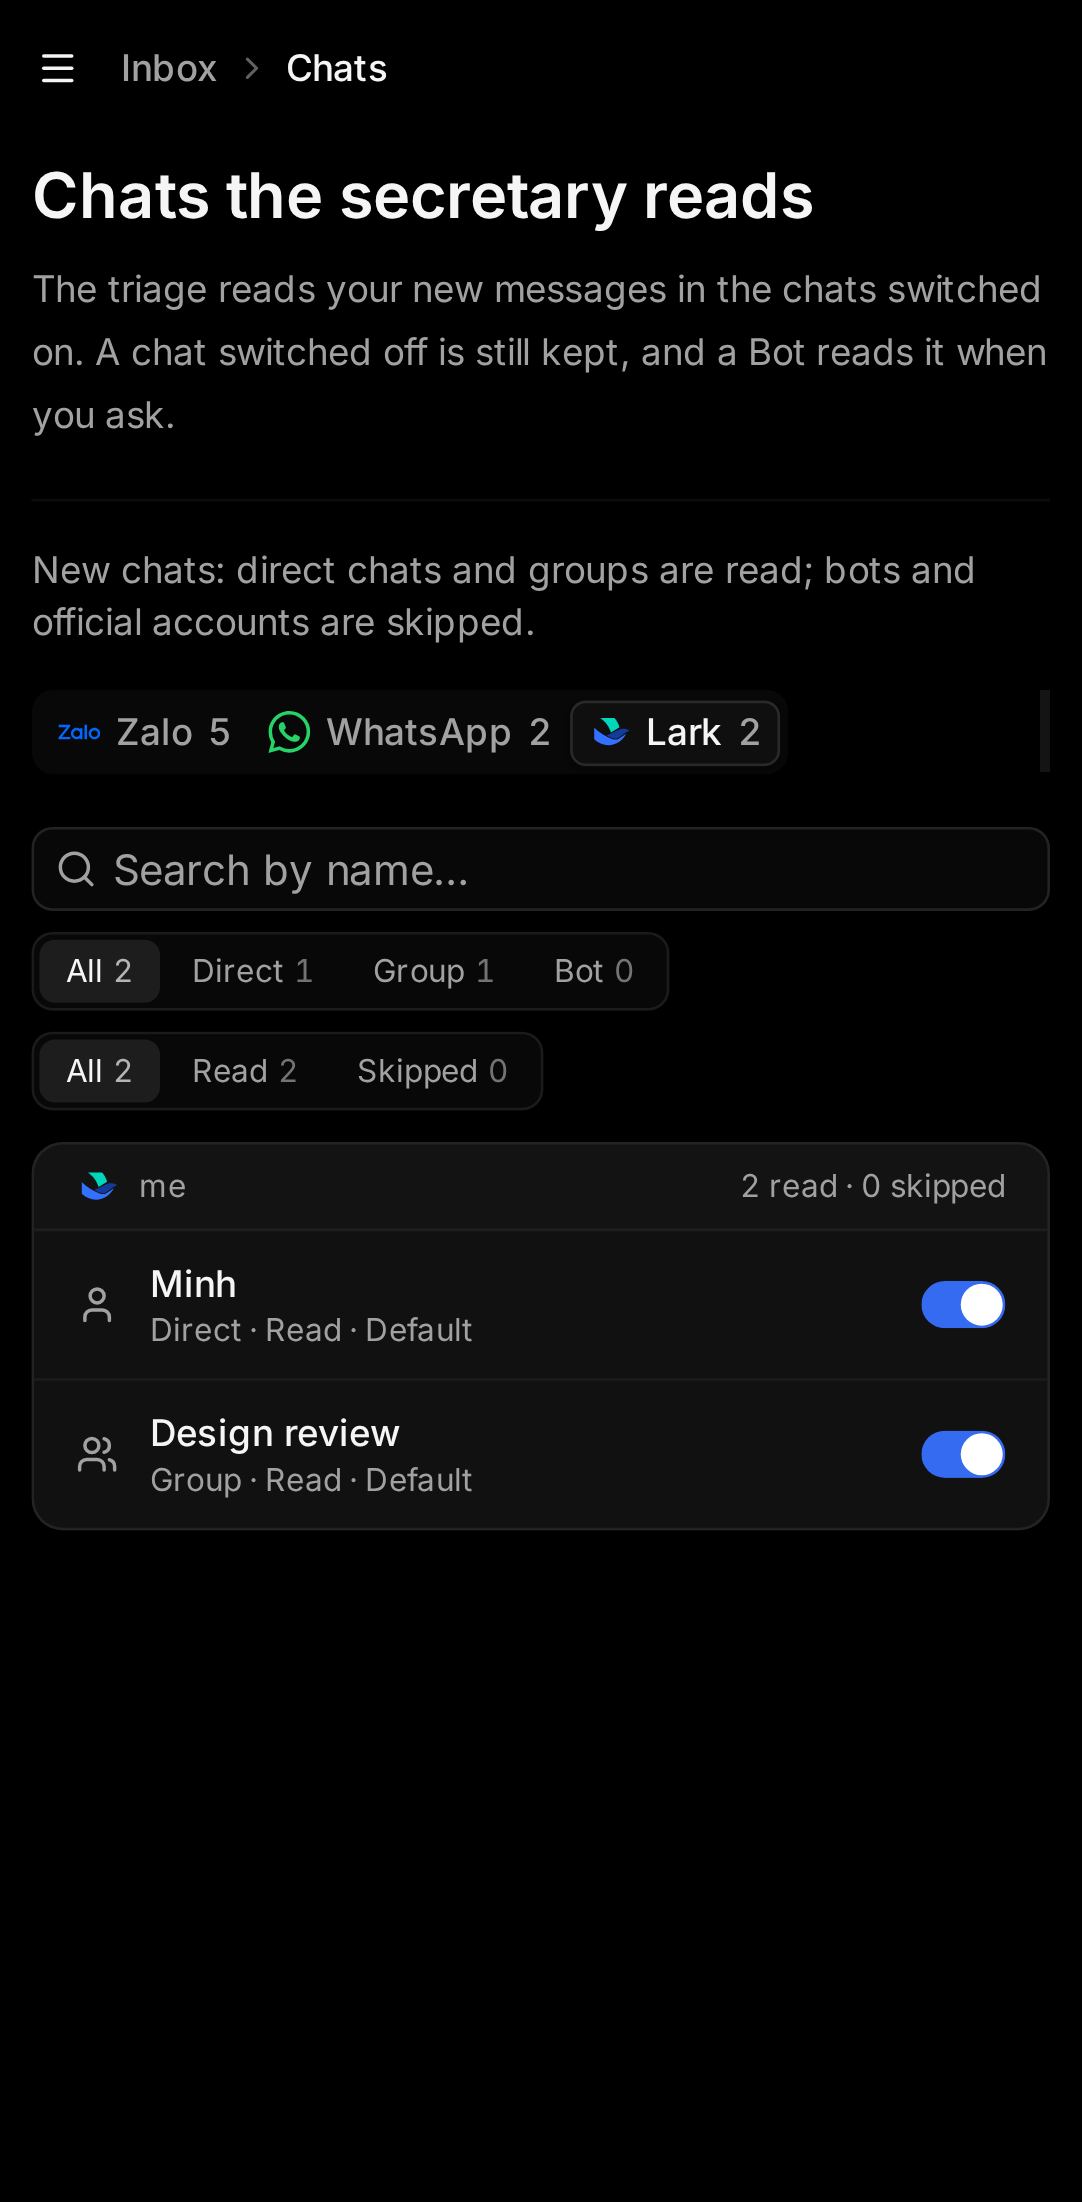 Inbox > Chats
Chats the secretary reads
The triage reads your new messages in the chats switched
on. A chat switched off is still kept, and a Bot reads it when
you ask.
New chats: direct chats and groups are read; bots and
official accounts are skipped.
Zalo Zalo 5 WhatsApp 2 Lark 2
Search by name...
All 2 Direct 1 Group 1 Bot 0
All 2 Read 2 Skipped 0
me 2 read · 0 skipped
Minh
Direct · Read · Default
Design review
Group · Read · Default